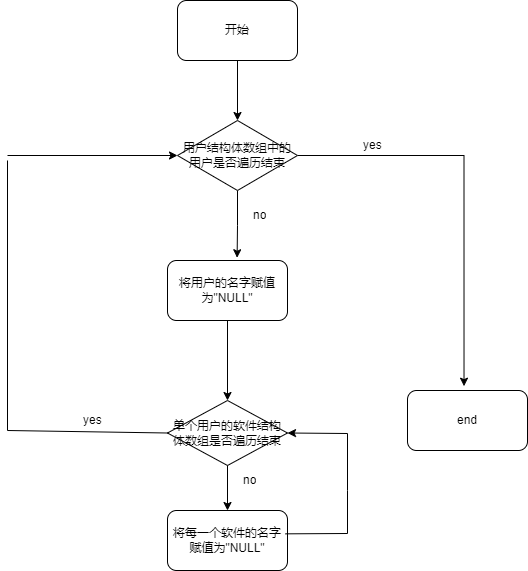 开始
用户结构体数组中的
用户是否遍历结束
yes
no
将用户的名字赋值
为"NULL"
单个用户的软件结构
体数组是否遍历结束
yes
end
no
将每一个软件的名字
赋值为"NULL"